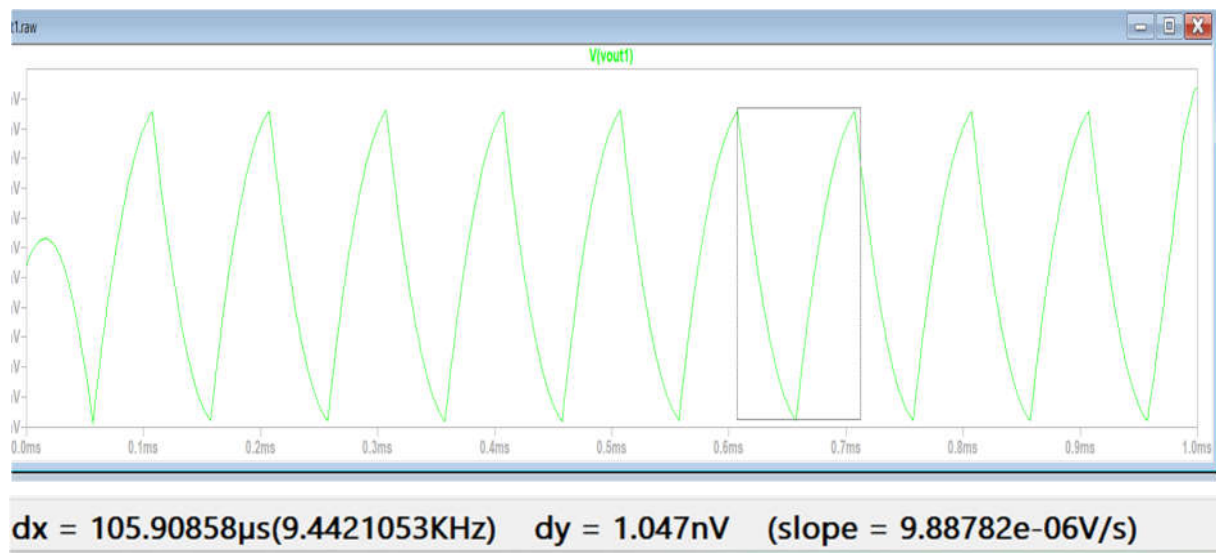 t1.raw
V(vout1)
V
V
V
V
V
V
V
V
V
V
V
V
0.0ms 0.1ms 0.2ms 0.3ms 0.4ms 0.5ms 0.6ms 0.7ms 0.8ms 0.9ms 1.0ms
dx = 105.90858µs(9.4421053KHz) dy = 1.047nV (slope = 9.88782e-06V/s)